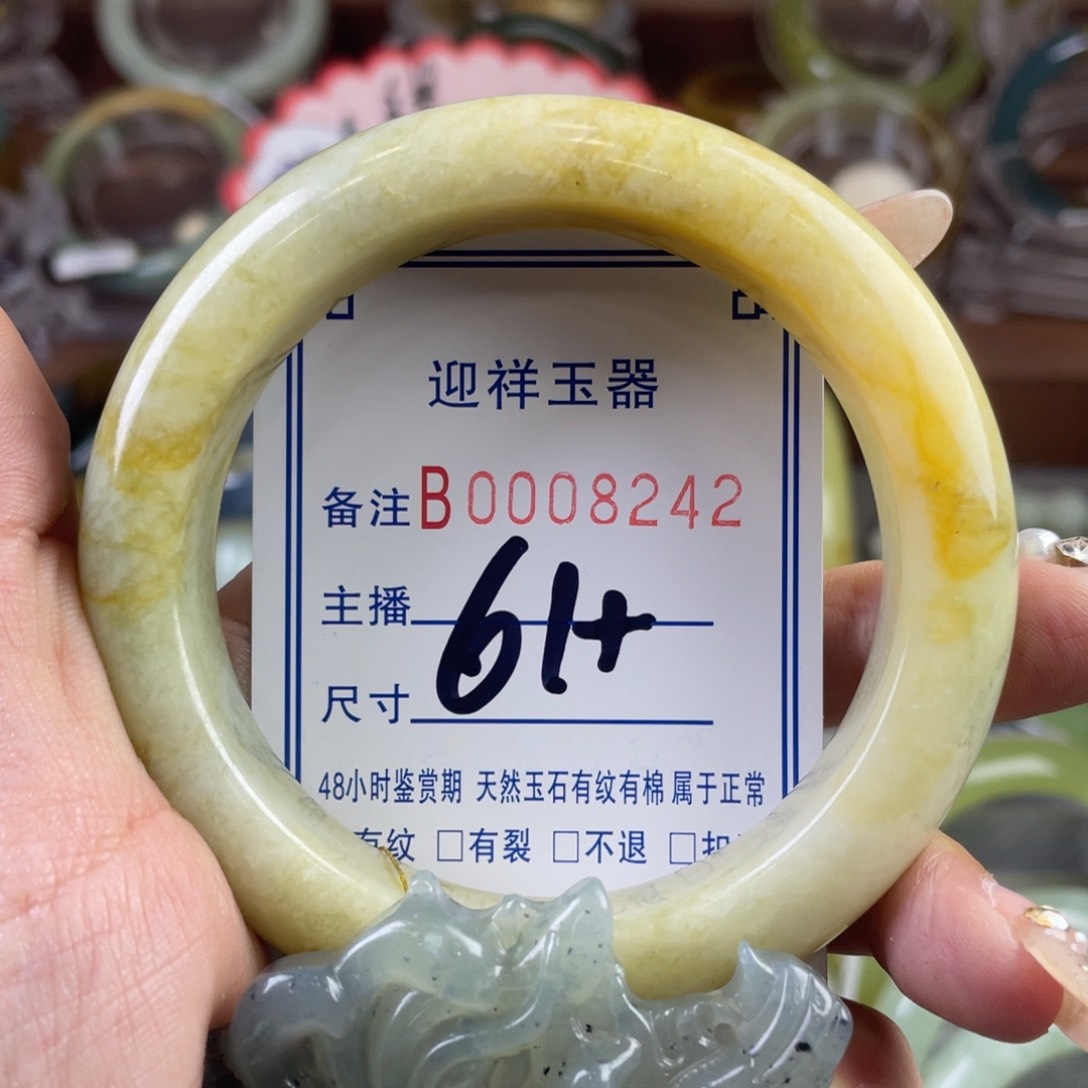 迎祥玉器
备注B0008242
主播
61+
尺寸
48小时鉴赏期 天然玉石有纹有棉属于正常
有纹 □有裂 □不退 □扣